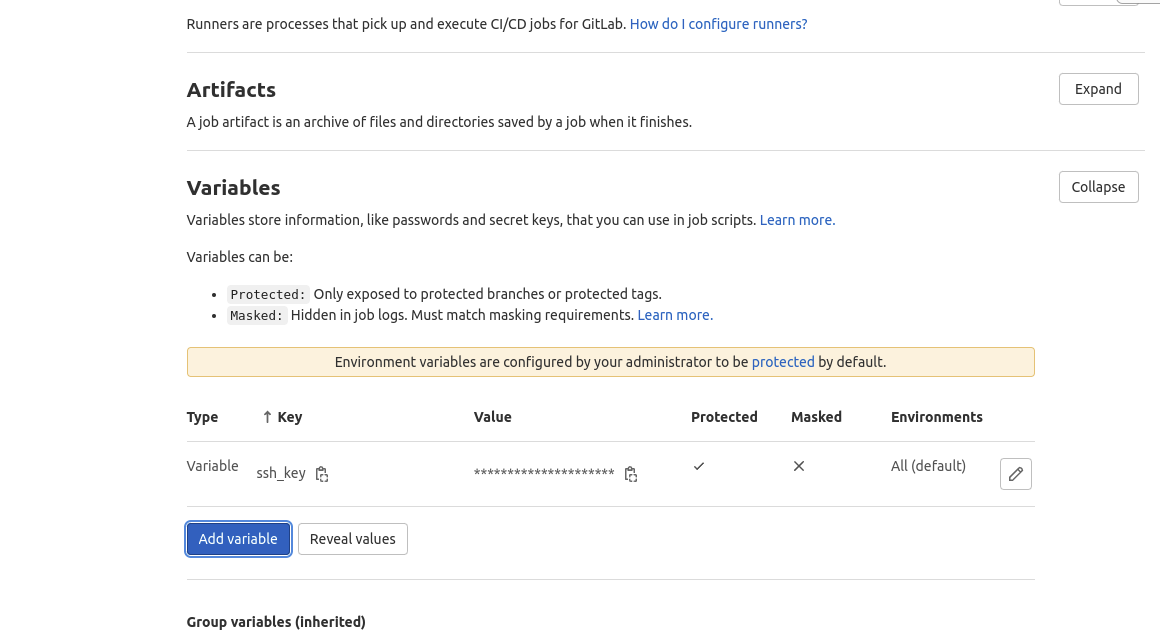 Runners are processes that pick up and execute CI/CD jobs for GitLab. How do I configure runners?
Artifacts
Expand
A job artifact is an archive of files and directories saved by a job when it finishes.
Variables
Collapse
Variables store information, like passwords and secret keys, that you can use in job scripts. Learn more.
Variables can be:
• Protected: Only exposed to protected branches or protected tags.
• Masked: Hidden in job logs. Must match masking requirements. Learn more.
Environment variables are configured by your administrator to be protected by default.
Type ↑ Key Value Protected Masked Environments
Variable ssh_key ********************* ✓ ✕ All (default)
Add variable Reveal values
Group variables (inherited)